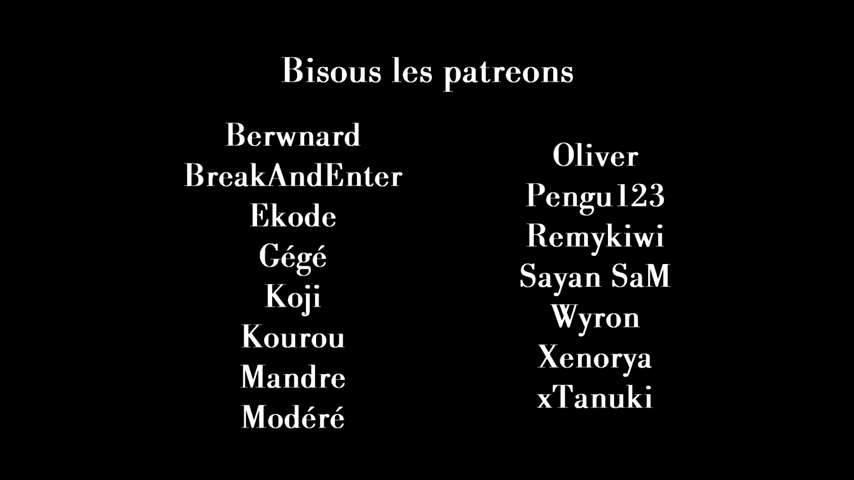 Bisous les patreons
Berwnard
BreakAndEnter
Ekode
Gégé
Koji
Kourou
Mandre
Modéré
Oliver
Pengu123
Remykiwi
Sayan SaM
Wyron
Xenorya
xTanuki